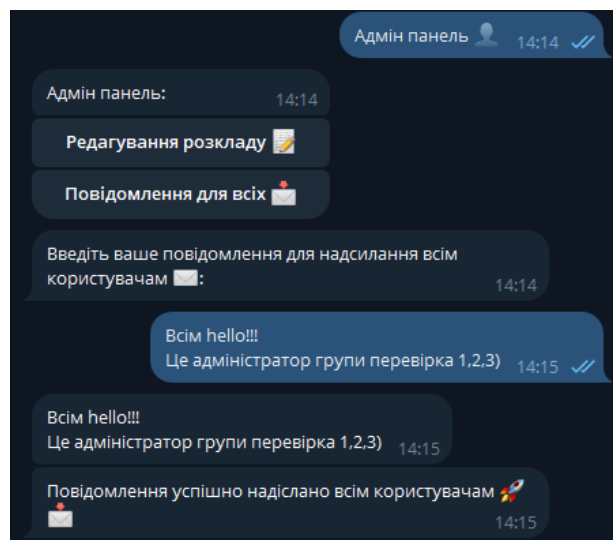 Адмін панель 👤 14:14
Адмін панель: 14:14
Редагування розкладу 📝
Повідомлення для всіх 📩
Введіть ваше повідомлення для надсилання всім
користувачам ✉️: 14:14
Всім hello!!!
Це адміністратор групи перевірка 1,2,3) 14:15
Всім hello!!!
Це адміністратор групи перевірка 1,2,3) 14:15
Повідомлення успішно надіслано всім користувачам 🚀
📩 14:15